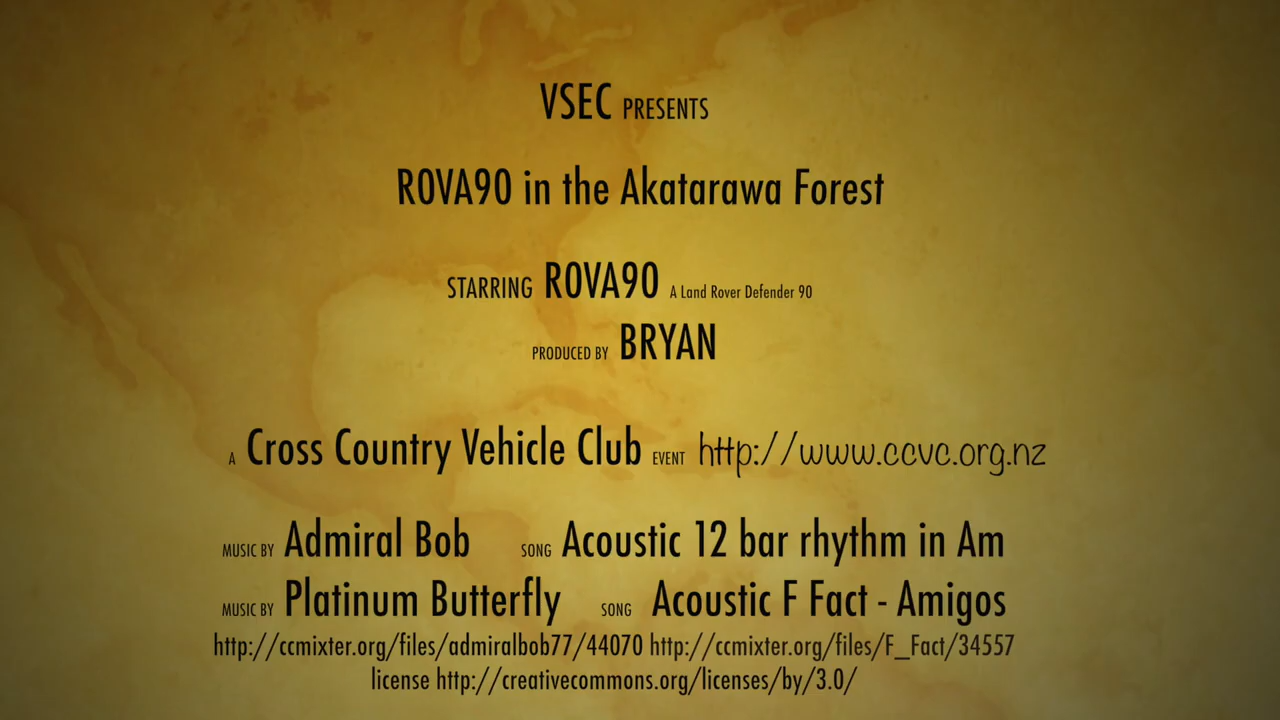 VSEC PRESENTS
ROVA90 in the Akatarawa Forest
STARRING ROVA90 A Land Rover Defender 90
PRODUCED BY BRYAN
A Cross Country Vehicle Club EVENT http://www.ccvc.org.nz
MUSIC BY Admiral Bob SONG Acoustic 12 bar rhythm in Am
MUSIC BY Platinum Butterfly SONG Acoustic F Fact - Amigos
http://ccmixter.org/files/admiralbob77/44070 http://ccmixter.org/files/F_Fact/34557
license http://creativecommons.org/licenses/by/3.0/